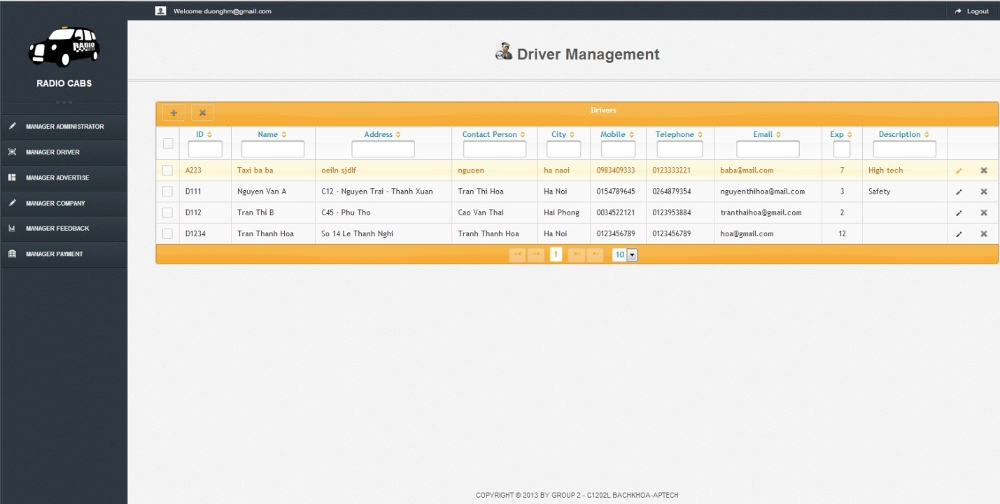 Welcome duonghm@gmail.com
Logout
RADIO
RADIO CABS
Driver Management
MANAGER ADMINISTRATOR
MANAGER DRIVER
MANAGER ADVERTISE
MANAGER COMPANY
MANAGER FEEDBACK
MANAGER PAYMENT
Drivers
ID Name Address Contact Person City Mobile Telephone Email Exp Description
A223 Taxi ba ba oeiln sjdlf nguoen ha naoi 0983409333 0123333221 baba@mail.com 7 High tech
D111 Nguyen Van A C12 - Nguyen Trai - Thanh Xuan Tran Thi Hoa Ha Noi 0154789645 0264879354 nguyenthihoa@mail.com 3 Safety
D112 Tran Thi B C45 - Phu Tho Cao Van Thai Hai Phong 0034522121 0123953884 tranthaihoa@gmail.com 2
D1234 Tran Thanh Hoa So 14 Le Thanh Nghi Tranh Thanh Hoa Ha Noi 0123456789 0123456789 hoa@gmail.com 12
1 10
COPYRIGHT © 2013 BY GROUP 2 - C1202L BACHKHOA-APTECH